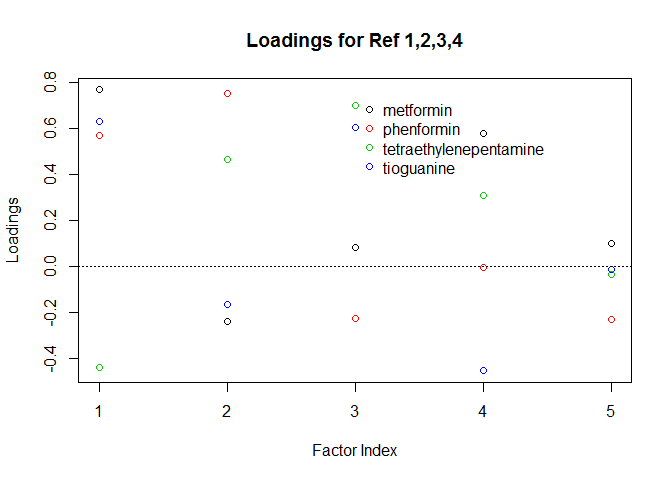 Loadings for Ref 1,2,3,4
Loadings
0.8
0.6
0.4
0.2
0.0
-0.2
-0.4
metformin
phenformin
tetraethylenepentamine
tioguanine
1 2 3 4 5
Factor Index